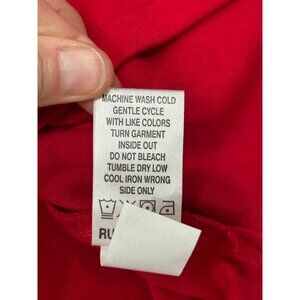 MACHINE WASH COLD
GENTLE CYCLE
WITH LIKE COLORS
TURN GARMENT
INSIDE OUT
DO NOT BLEACH
TUMBLE DRY LOW
COOL IRON WRONG
SIDE ONLY
RU